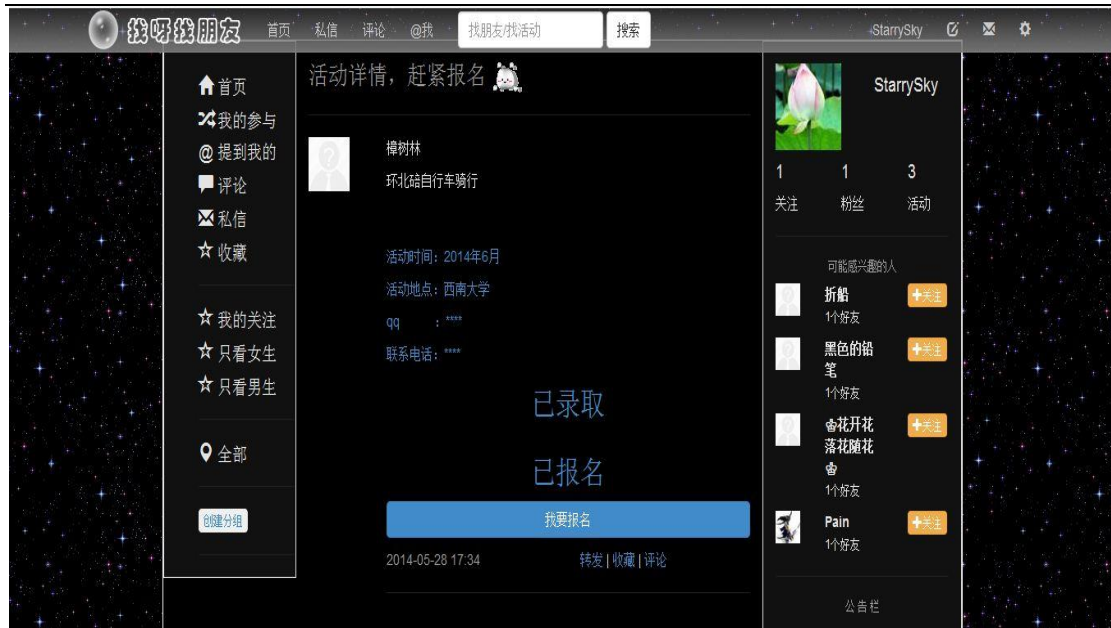 找呀找朋友 首页 私信 评论 @我 找朋友/找活动 搜索 StarrySky
首页
我的参与
@ 提到我的
评论
私信
收藏
我的关注
只看女生
只看男生
全部
创建分组
活动详情，赶紧报名
樟树林
环北碚自行车骑行
活动时间：2014年6月
活动地点：西南大学
qq ：****
联系电话：****
已录取
已报名
我要报名
2014-05-28 17:34 转发 | 收藏 | 评论
StarrySky
1 1 3
关注 粉丝 活动
可能感兴趣的人
折船 +关注
1个好友
黑色的铅 +关注
笔
1个好友
花开花 +关注
落花随花
1个好友
Pain +关注
1个好友
公告栏